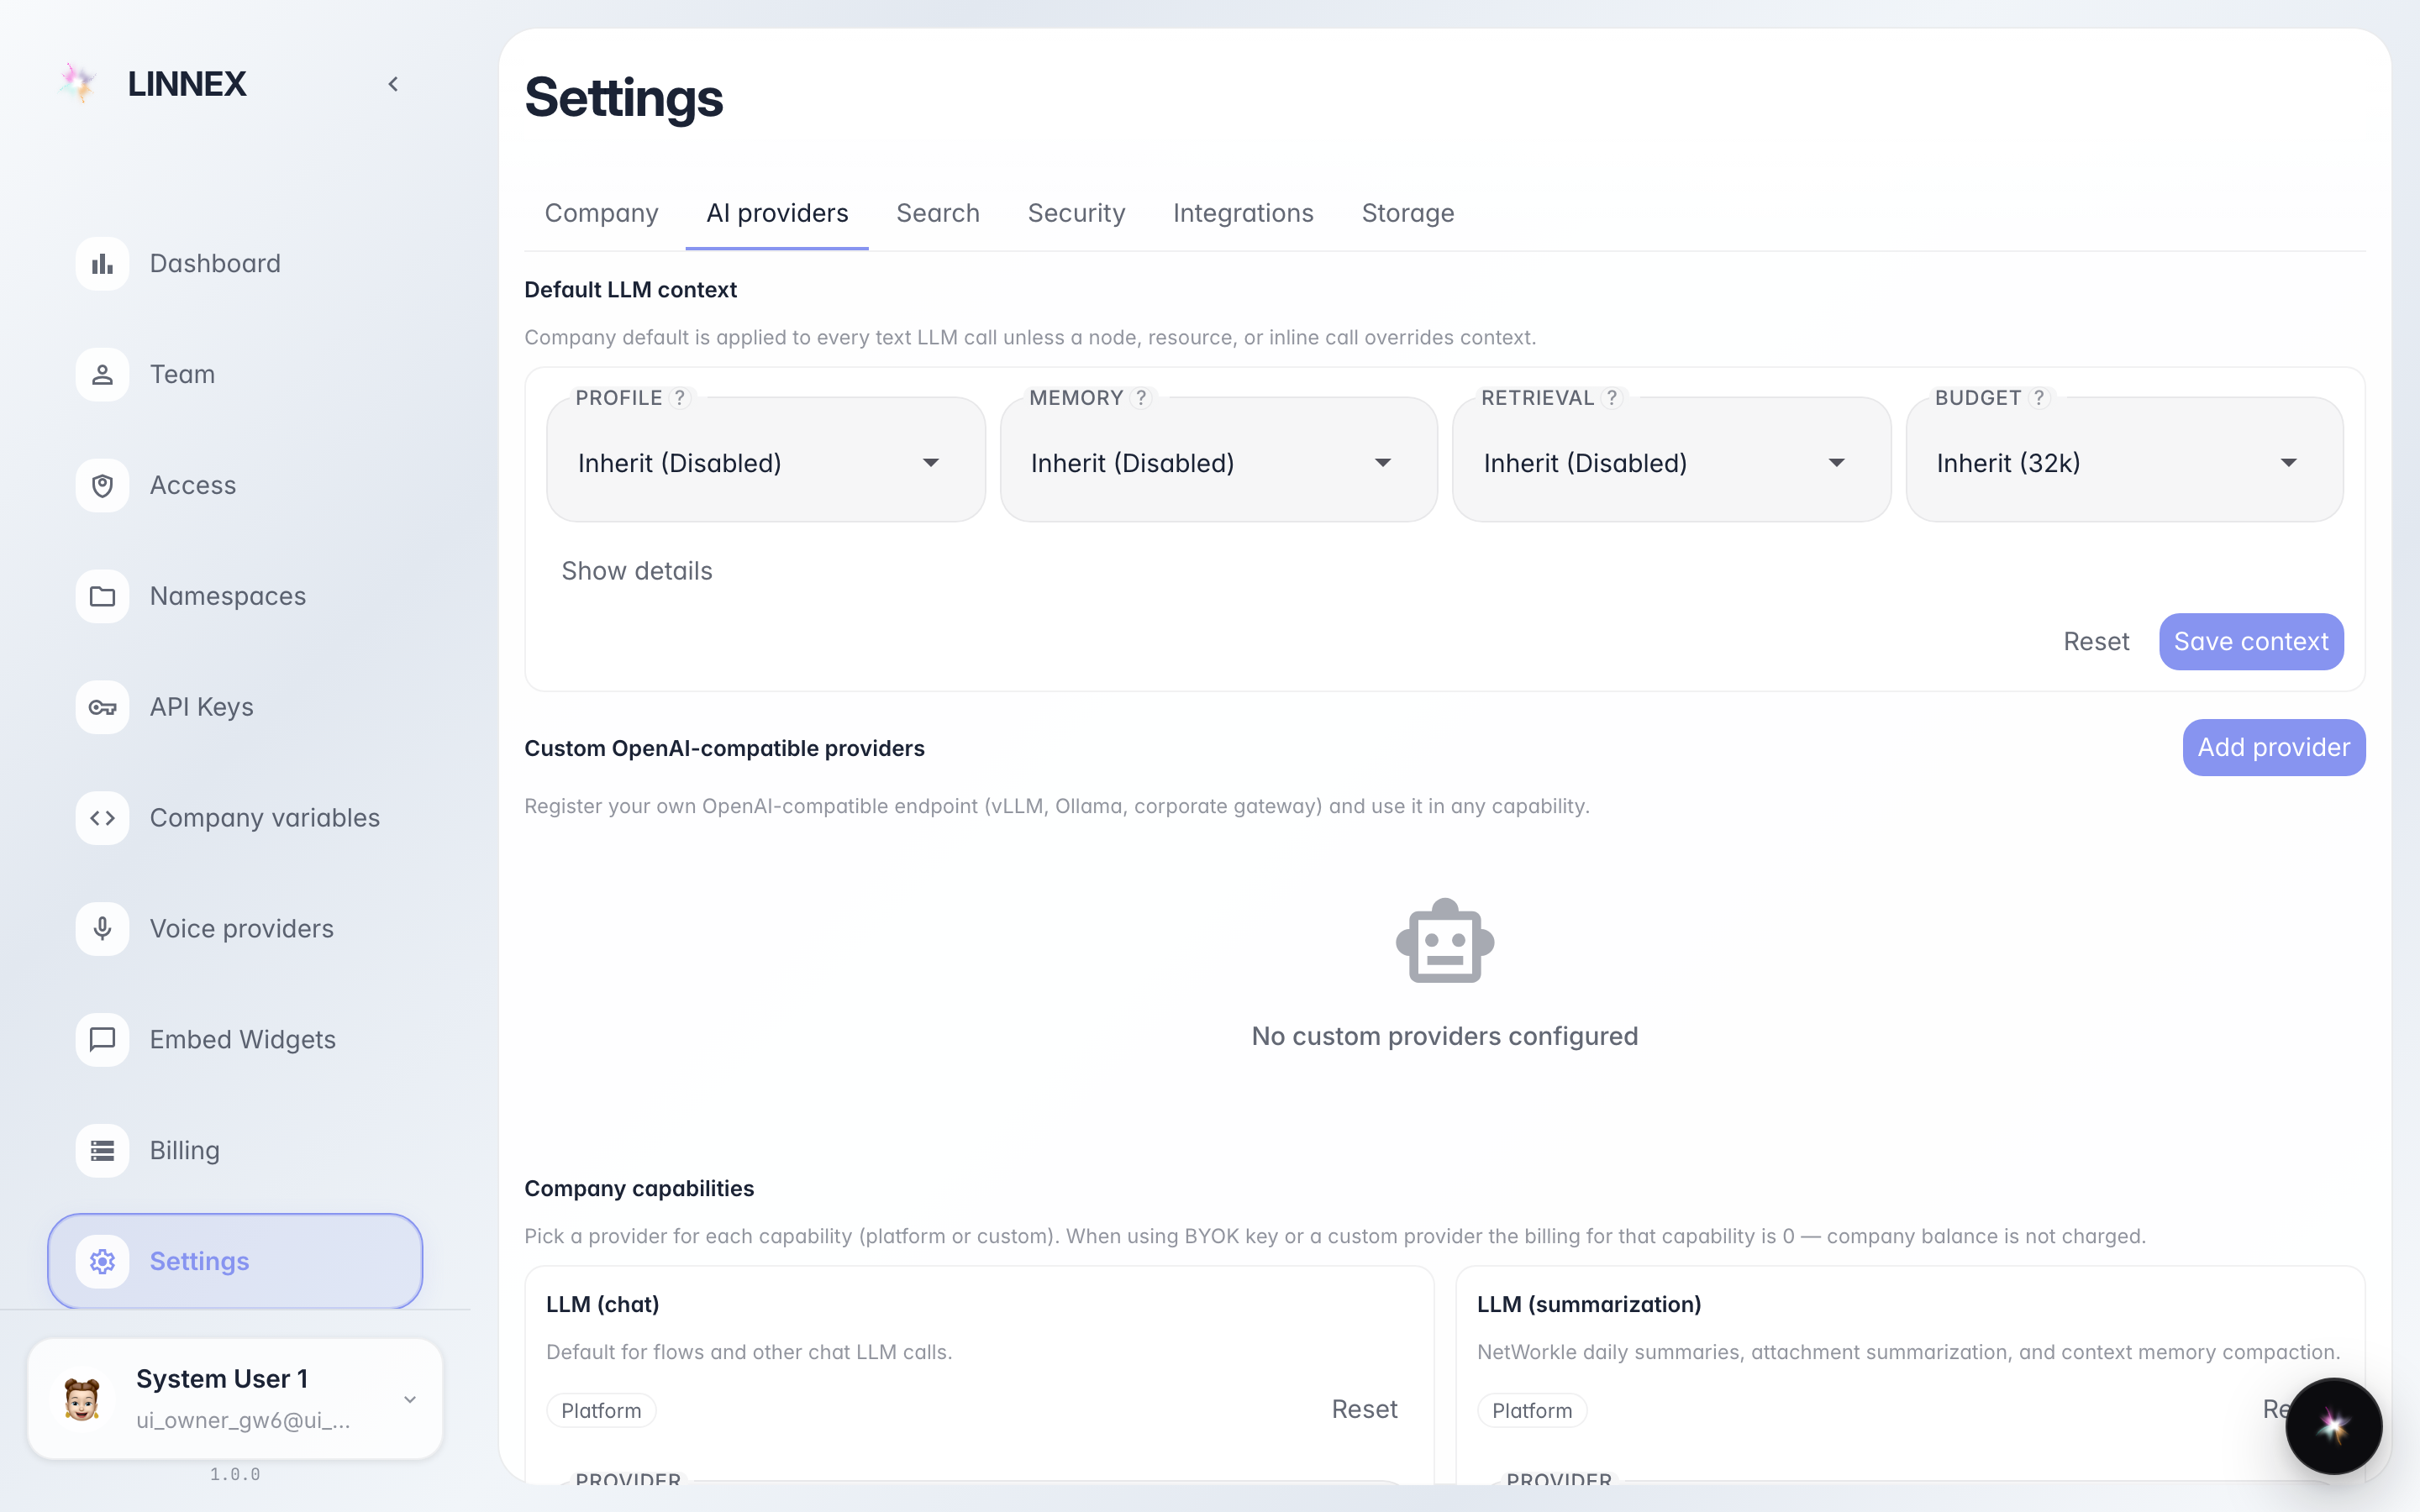 LINNEX
Dashboard
Team
Access
Namespaces
API Keys
Company variables
Voice providers
Embed Widgets
Billing
Settings
System User 1
ui_owner_gw6@ui_...
1.0.0
Settings
Company AI providers Search Security Integrations Storage
Default LLM context
Company default is applied to every text LLM call unless a node, resource, or inline call overrides context.
PROFILE ? MEMORY ? RETRIEVAL ? BUDGET ?
Inherit (Disabled) Inherit (Disabled) Inherit (Disabled) Inherit (32k)
Show details
Reset Save context
Custom OpenAI-compatible providers Add provider
Register your own OpenAI-compatible endpoint (vLLM, Ollama, corporate gateway) and use it in any capability.
No custom providers configured
Company capabilities
Pick a provider for each capability (platform or custom). When using BYOK key or a custom provider the billing for that capability is 0 — company balance is not charged.
LLM (chat) LLM (summarization)
Default for flows and other chat LLM calls. NetWorkle daily summaries, attachment summarization, and context memory compaction.
Platform Reset Platform
PROVIDER PROVIDER